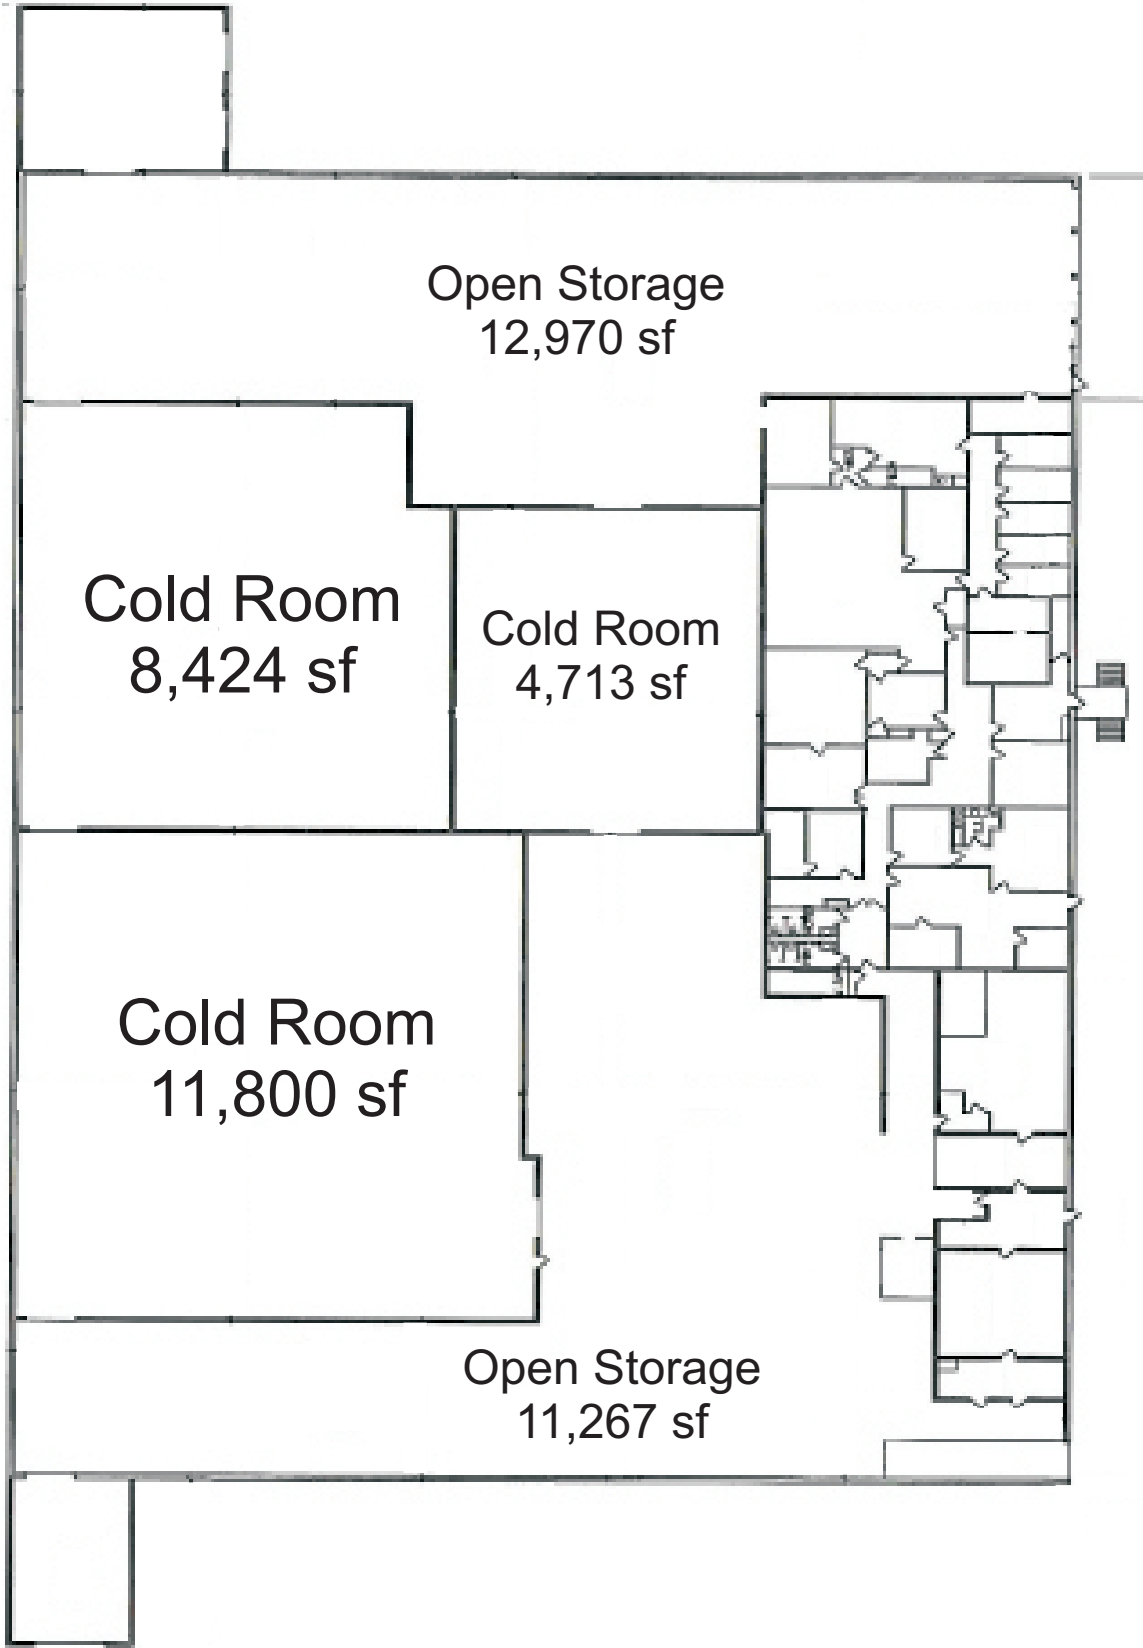 Open Storage
12,970 sf
Cold Room
8,424 sf
Cold Room
4,713 sf
Cold Room
11,800 sf
Open Storage
11,267 sf